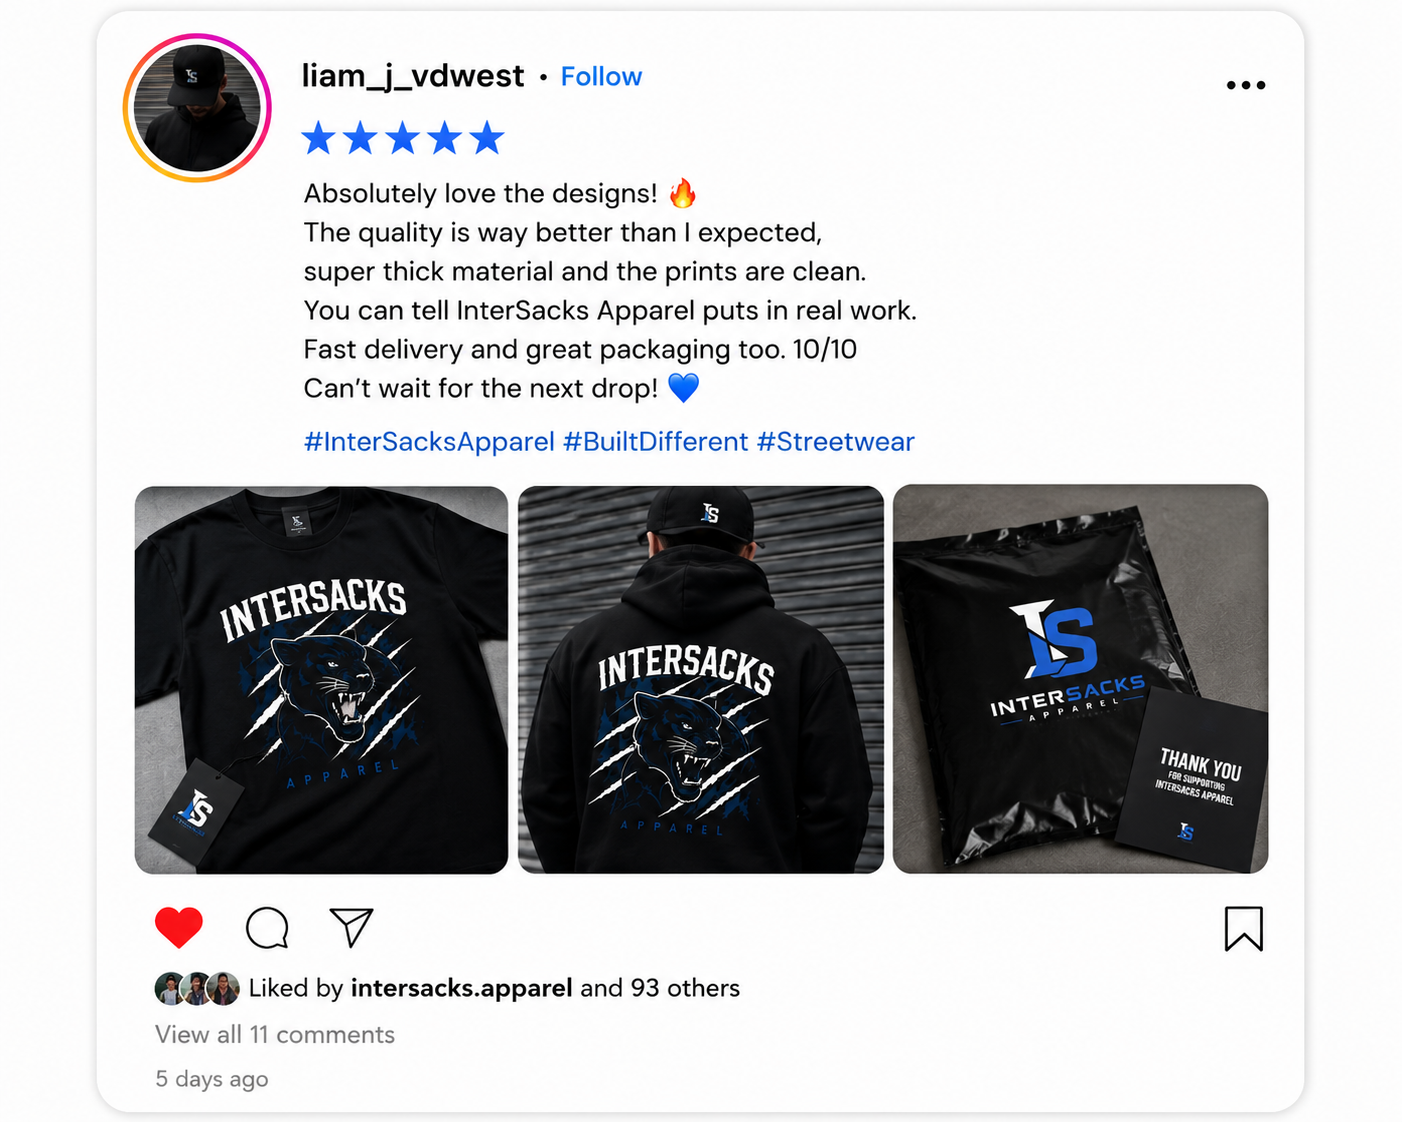 liam_j_vdwest • Follow
Absolutely love the designs! 🔥
The quality is way better than I expected,
super thick material and the prints are clean.
You can tell InterSacks Apparel puts in real work.
Fast delivery and great packaging too. 10/10
Can’t wait for the next drop! 💙
#InterSacksApparel #BuiltDifferent #Streetwear
INTERSACKS
APPAREL
IS
IS
INTERSACKS
APPAREL
IS
INTERSACKS
APPAREL
THANK YOU
FOR SUPPORTING
INTERSACKS APPAREL
IS
Liked by intersacks.apparel and 93 others
View all 11 comments
5 days ago